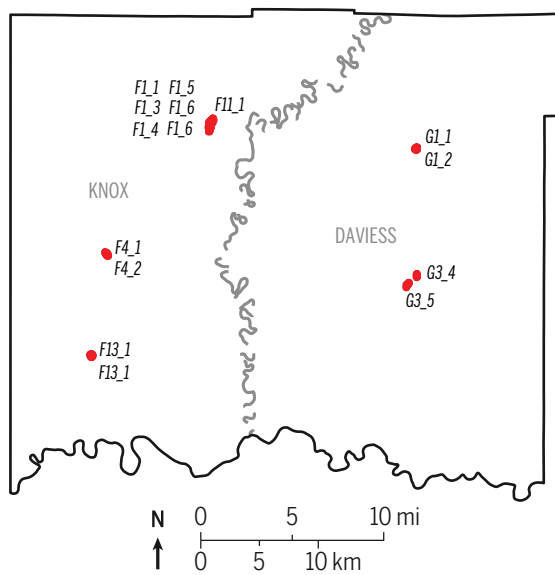 F1_1 F1_5
F1_3 F1_6 F11_1
F1_4 F1_6
G1_1
G1_2
KNOX
DAVIESS
F4_1
F4_2
G3_4
G3_5
F13_1
F13_1
N 0 5 10 mi
0 5 10 km